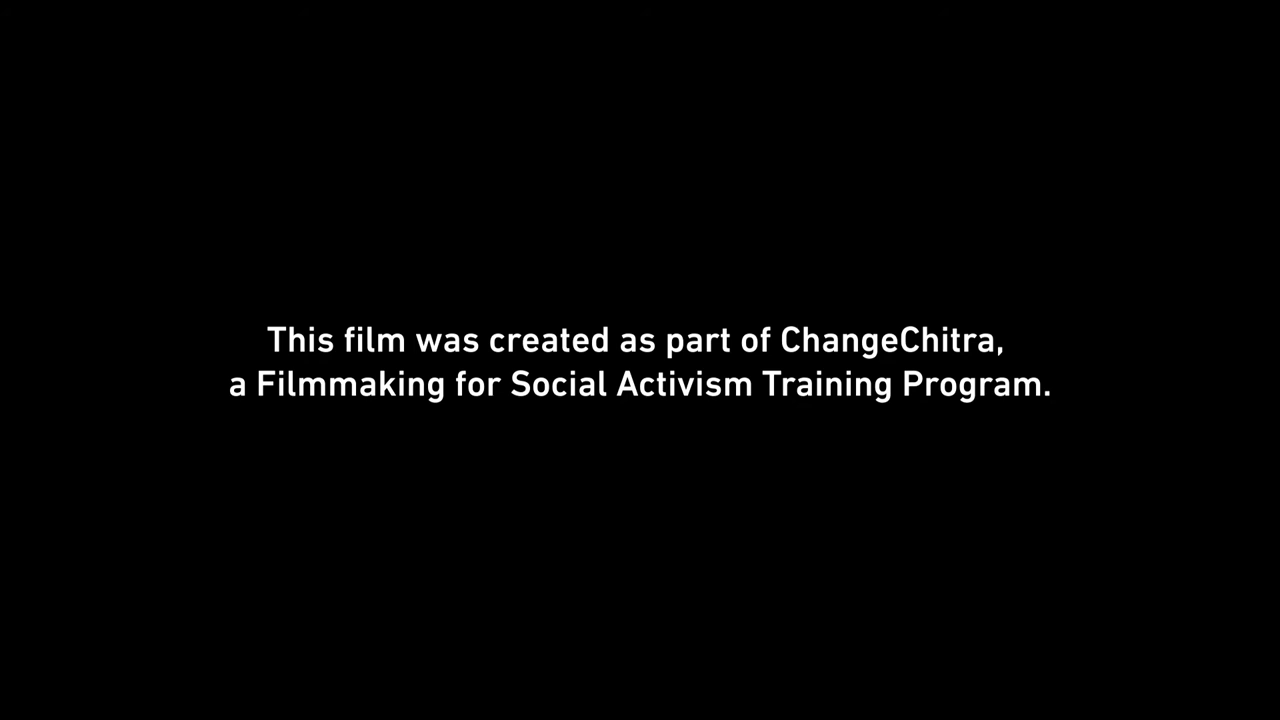 This film was created as part of ChangeChitra,
a Filmmaking for Social Activism Training Program.